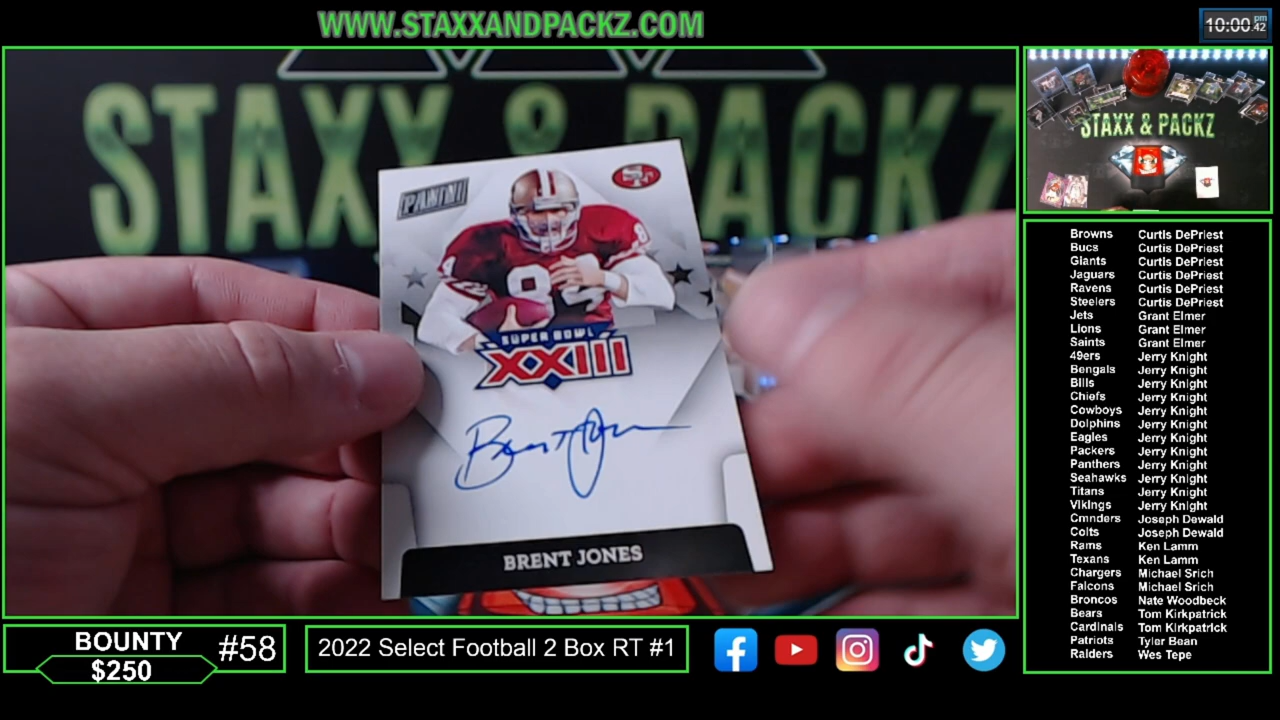 WWW.STAXXANDPACKZ.COM
10:00 pm
.42
STAXX & PACKZ
PANINI
SF
84
SUPER BOWL
XXIII
Brent Jones
BRENT JONES
STAXX & PACKZ
Browns Curtis DePriest
Bucs Curtis DePriest
Giants Curtis DePriest
Jaguars Curtis DePriest
Ravens Curtis DePriest
Steelers Curtis DePriest
Jets Grant Elmer
Lions Grant Elmer
Saints Grant Elmer
49ers Jerry Knight
Bengals Jerry Knight
Bills Jerry Knight
Chiefs Jerry Knight
Cowboys Jerry Knight
Dolphins Jerry Knight
Eagles Jerry Knight
Packers Jerry Knight
Panthers Jerry Knight
Seahawks Jerry Knight
Titans Jerry Knight
Vikings Jerry Knight
Cmnders Joseph Dewald
Colts Joseph Dewald
Rams Ken Lamm
Texans Ken Lamm
Chargers Michael Srich
Falcons Michael Srich
Broncos Nate Woodbeck
Bears Tom Kirkpatrick
Cardinals Tom Kirkpatrick
Patriots Tyler Bean
Raiders Wes Tepe
BOUNTY
$250
#58
2022 Select Football 2 Box RT #1